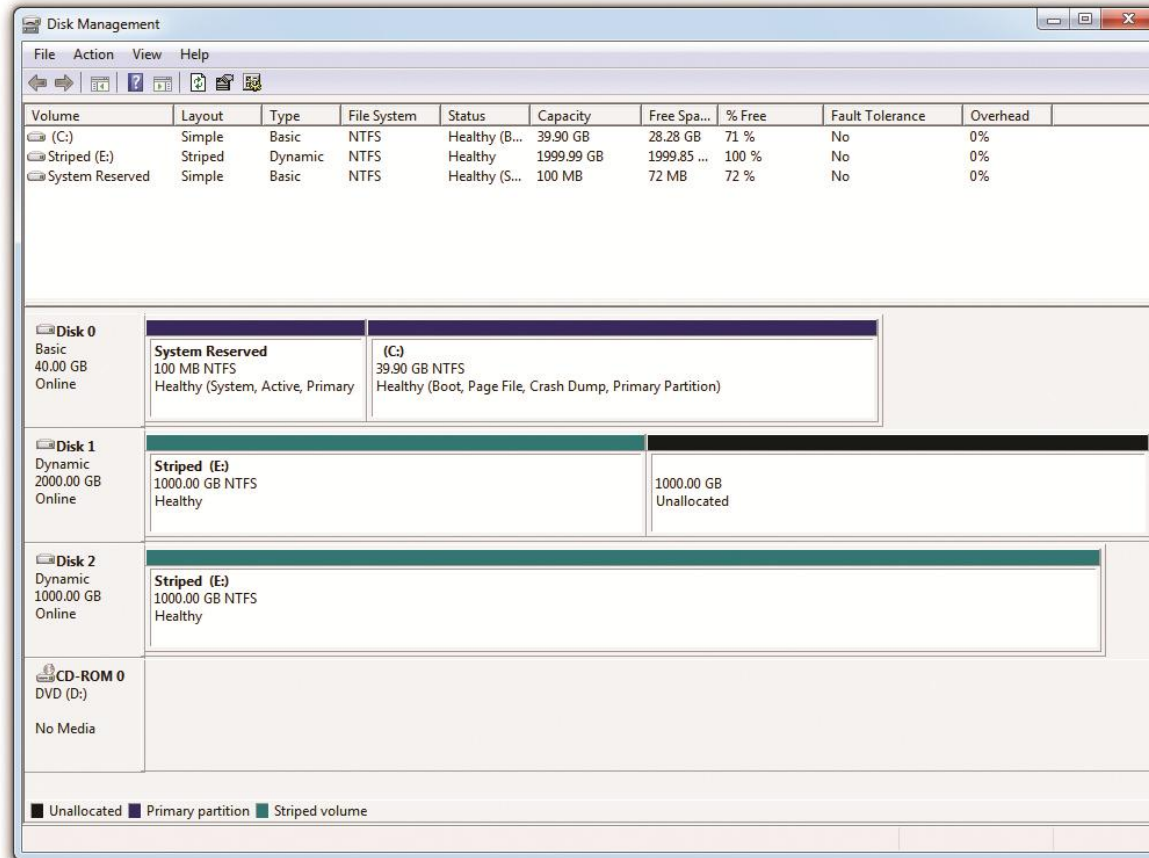 Disk Management
File Action View Help
Volume Layout Type File System Status Capacity Free Spa... % Free Fault Tolerance Overhead
(C:) Simple Basic NTFS Healthy (B... 39.90 GB 28.28 GB 71 % No 0%
Striped (E:) Striped Dynamic NTFS Healthy 1999.99 GB 1999.85 ... 100 % No 0%
System Reserved Simple Basic NTFS Healthy (S... 100 MB 72 MB 72 % No 0%
Disk 0
Basic
40.00 GB
Online
System Reserved
100 MB NTFS
Healthy (System, Active, Primary
(C:)
39.90 GB NTFS
Healthy (Boot, Page File, Crash Dump, Primary Partition)
Disk 1
Dynamic
2000.00 GB
Online
Striped (E:)
1000.00 GB NTFS
Healthy
1000.00 GB
Unallocated
Disk 2
Dynamic
1000.00 GB
Online
Striped (E:)
1000.00 GB NTFS
Healthy
CD-ROM 0
DVD (D:)
No Media
Unallocated Primary partition Striped volume